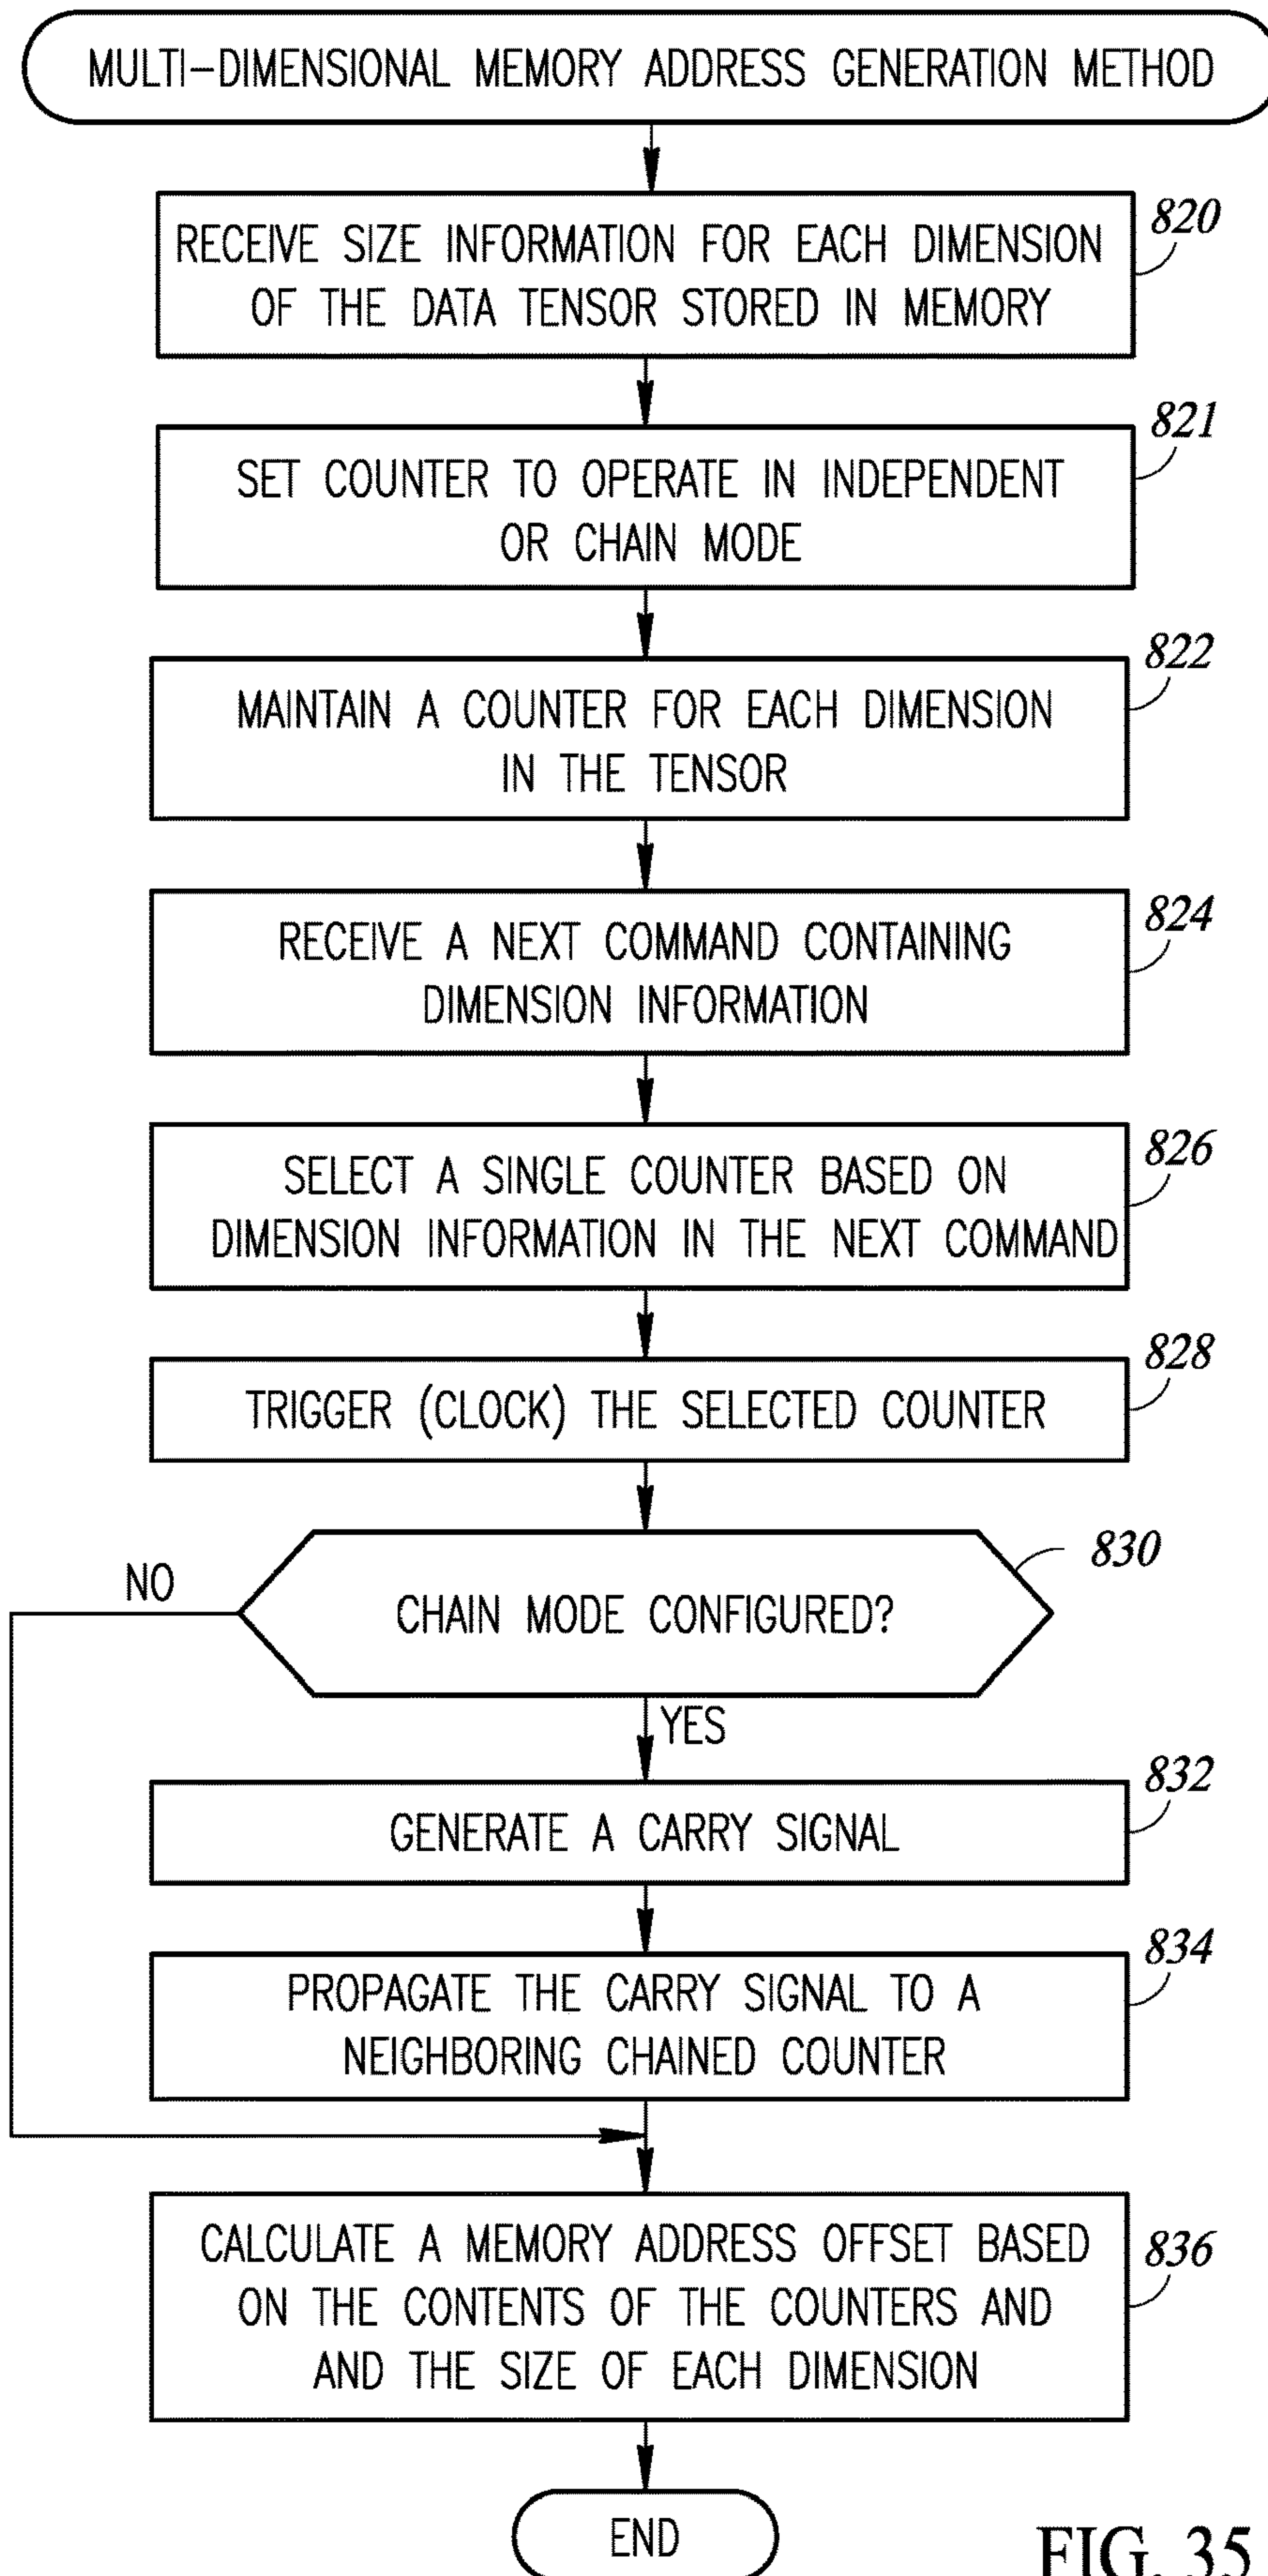 MULTI-DIMENSIONAL MEMORY ADDRESS GENERATION METHOD
820
RECEIVE SIZE INFORMATION FOR EACH DIMENSION
OF THE DATA TENSOR STORED IN MEMORY
821
SET COUNTER TO OPERATE IN INDEPENDENT
OR CHAIN MODE
822
MAINTAIN A COUNTER FOR EACH DIMENSION
IN THE TENSOR
824
RECEIVE A NEXT COMMAND CONTAINING
DIMENSION INFORMATION
826
SELECT A SINGLE COUNTER BASED ON
DIMENSION INFORMATION IN THE NEXT COMMAND
828
TRIGGER (CLOCK) THE SELECTED COUNTER
830
NO
CHAIN MODE CONFIGURED?
YES
832
GENERATE A CARRY SIGNAL
834
PROPAGATE THE CARRY SIGNAL TO A
NEIGHBORING CHAINED COUNTER
836
CALCULATE A MEMORY ADDRESS OFFSET BASED
ON THE CONTENTS OF THE COUNTERS AND
AND THE SIZE OF EACH DIMENSION
END
FIG. 35